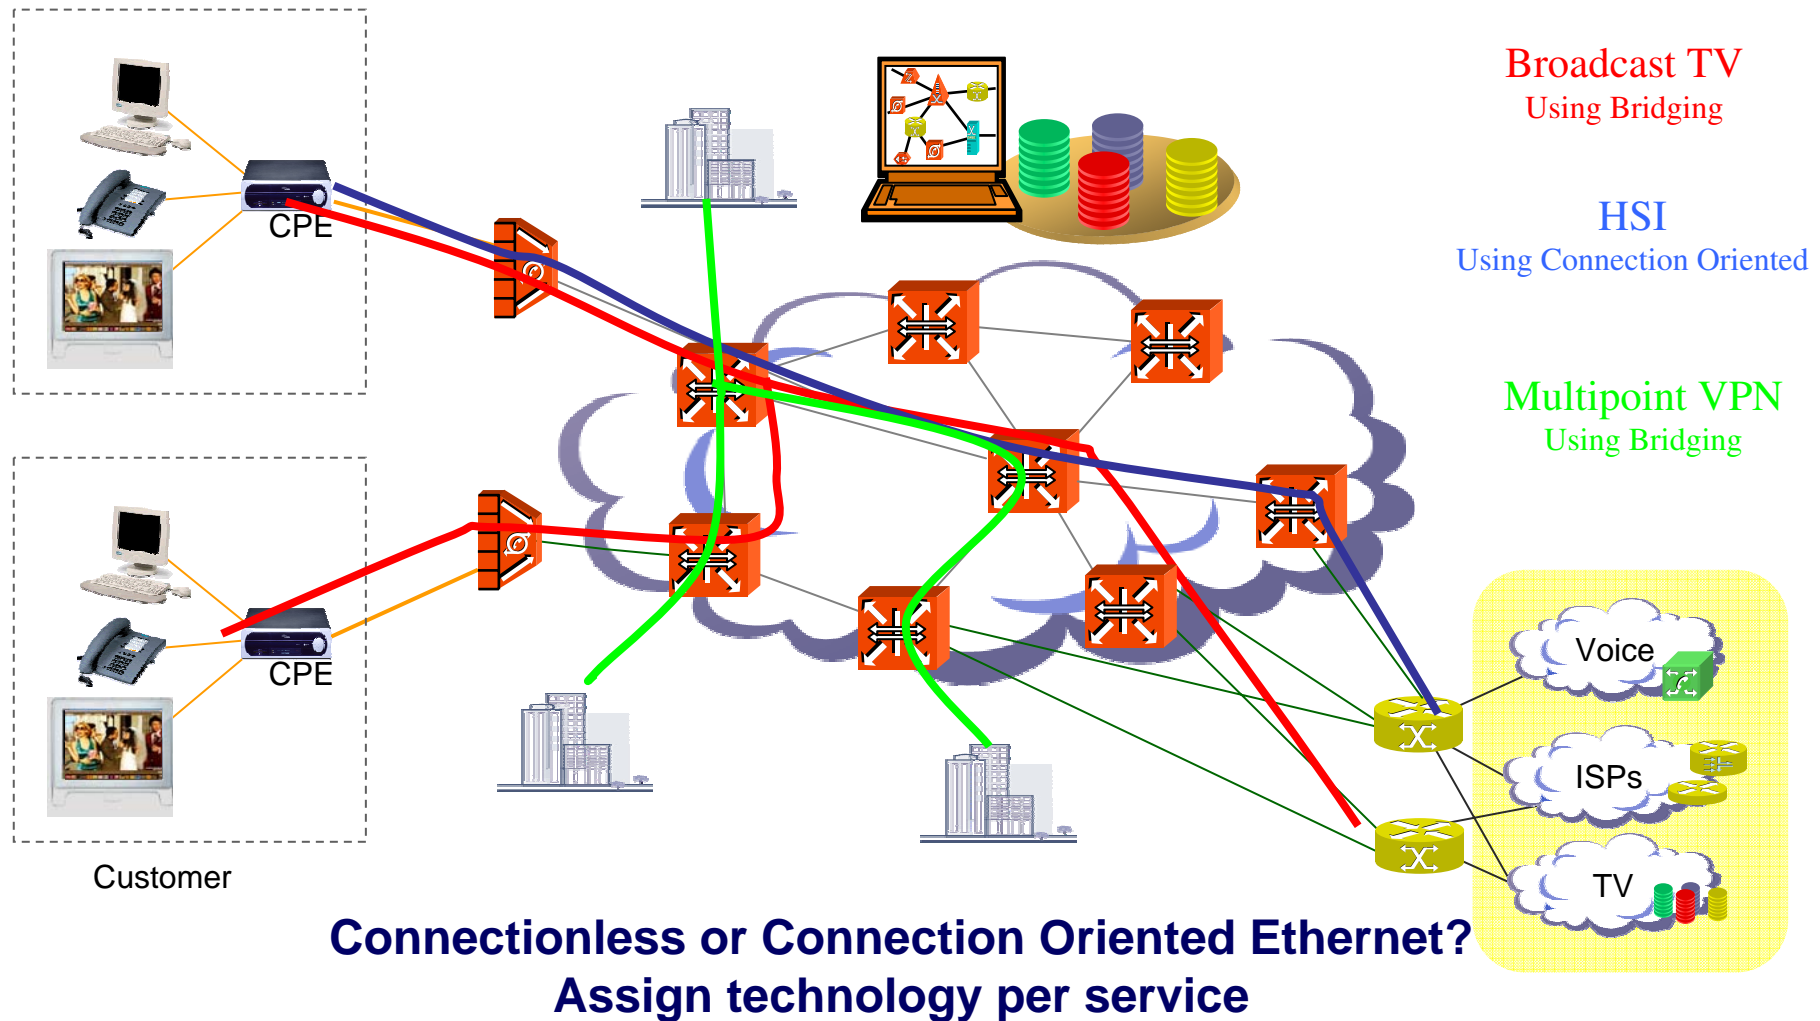 Broadcast TV
Using Bridging
HSI
Using Connection Oriented
Multipoint VPN
Using Bridging
CPE
CPE
Customer
Voice
ISPs
TV
Connectionless or Connection Oriented Ethernet?
Assign technology per service